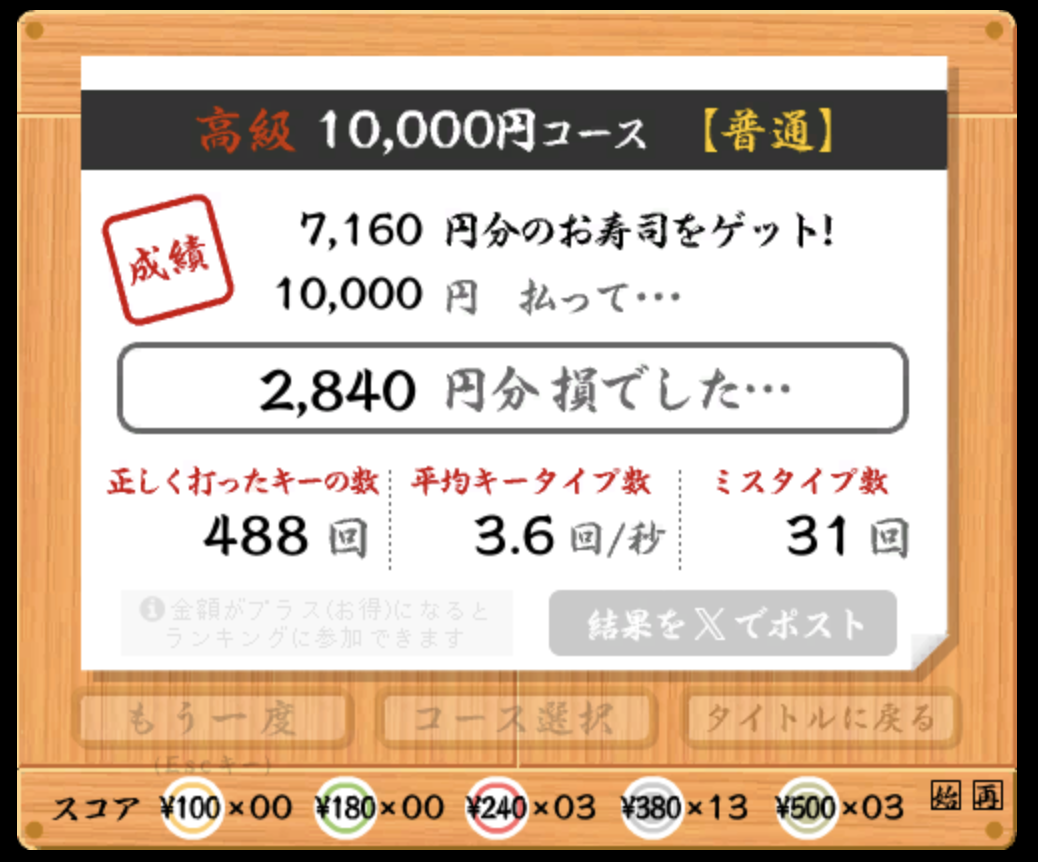 高級 10,000円コース 【普通】
成績
7,160 円分のお寿司をゲット!
10,000 円 払って…
2,840 円分 損でした…
正しく打ったキーの数 平均キータイプ数 ミスタイプ数
488 回 3.6 回/秒 31 回
金額がプラス(お得)になると
ランキングに参加できます
結果を𝕏でポスト
もう一度 コース選択 タイトルに戻る
(Escキー)
スコア ¥100×00 ¥180×00 ¥240×03 ¥380×13 ¥500×03 始 再